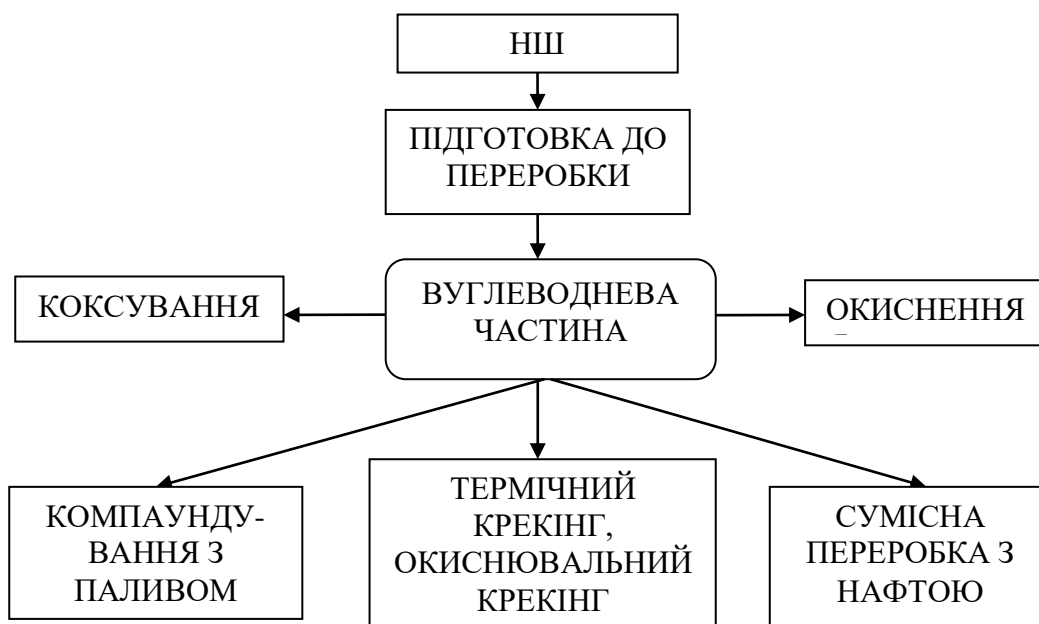 НШ
ПІДГОТОВКА ДО
ПЕРЕРОБКИ
КОКСУВАННЯ
ВУГЛЕВОДНЕВА
ЧАСТИНА
ОКИСНЕННЯ
КОМПАУНДУ-
ВАННЯ З
ПАЛИВОМ
ТЕРМІЧНИЙ
КРЕКІНГ,
ОКИСНЮВАЛЬНИЙ
КРЕКІНГ
СУМІСНА
ПЕРЕРОБКА З
НАФТОЮ